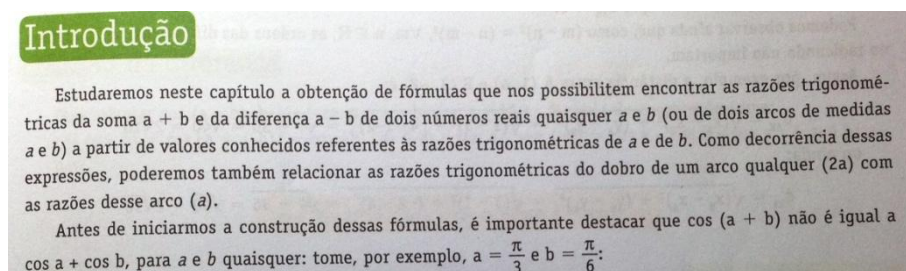 Introdução
Estudaremos neste capítulo a obtenção de fórmulas que nos possibilitem encontrar as razões trigonomé-
tricas da soma a + b e da diferença a − b de dois números reais quaisquer a e b (ou de dois arcos de medidas
a e b) a partir de valores conhecidos referentes às razões trigonométricas de a e de b. Como decorrência dessas
expressões, poderemos também relacionar as razões trigonométricas do dobro de um arco qualquer (2a) com
as razões desse arco (a).
Antes de iniciarmos a construção dessas fórmulas, é importante destacar que cos (a + b) não é igual a
cos a + cos b, para a e b quaisquer: tome, por exemplo, a = π/3 e b = π/6: